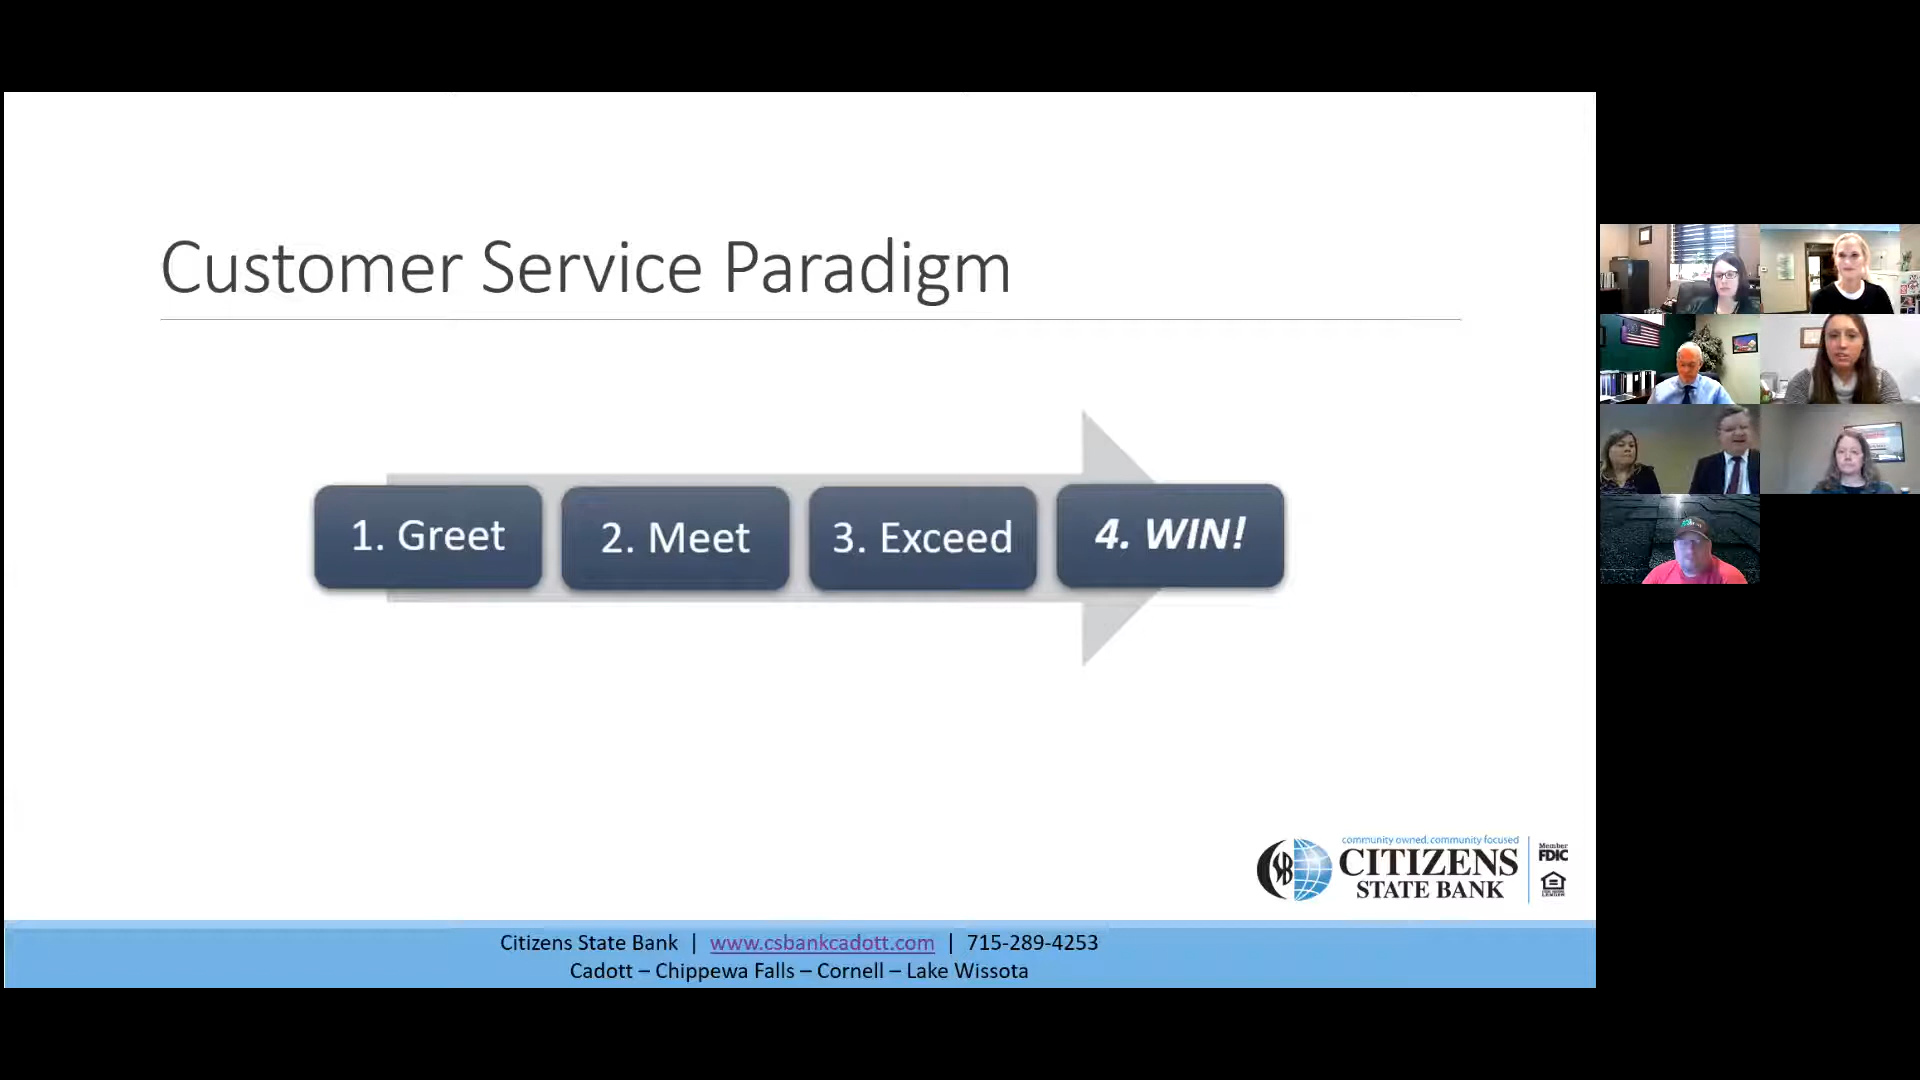 Customer Service Paradigm
1. Greet
2. Meet
3. Exceed
4. WIN!
community owned, community focused
CITIZENS
STATE BANK
Member
FDIC
Citizens State Bank | www.csbankcadott.com | 715-289-4253
Cadott – Chippewa Falls – Cornell – Lake Wissota